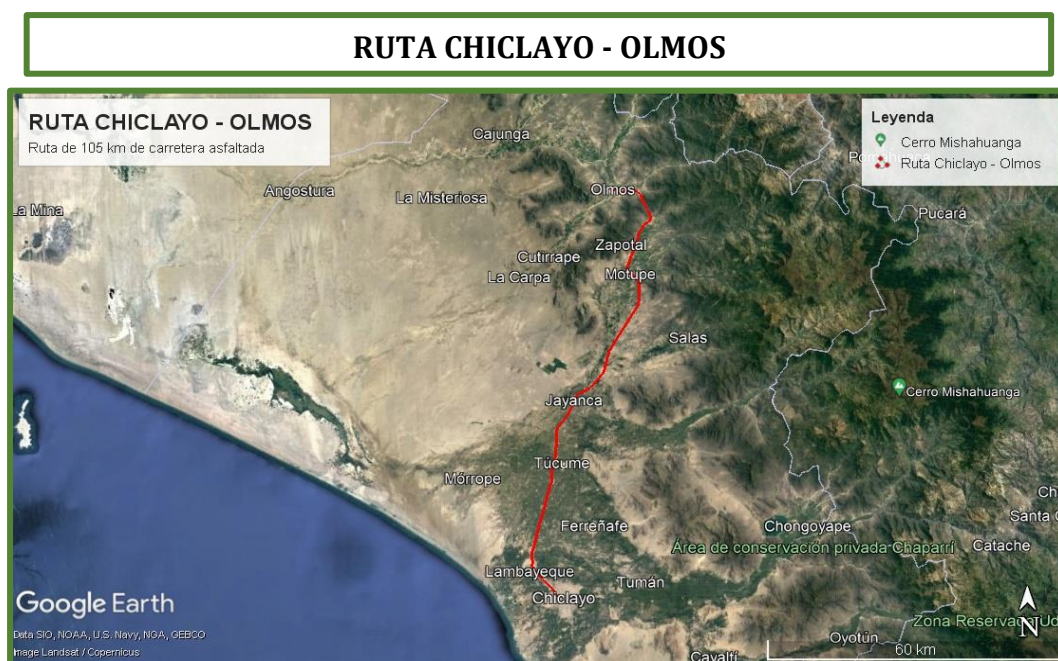 RUTA CHICLAYO - OLMOS
RUTA CHICLAYO - OLMOS
Ruta de 105 km de carretera asfaltada
Leyenda
Cerro Mishahuanga
Ruta Chiclayo - Olmos
Cajunga
Angostura
La Misteriosa
Olmos
La Mina
Pucará
Zapotal
Cutirrape
La Carpa
Motupe
Salas
Cerro Mishahuanga
Jayanca
Túcume
Mórrope
Ferreñafe
Chongoyape
Santa
Área de conservación privada Chaparrí
Catache
Lambayeque
Tumán
Chiclayo
Google Earth
Zona Reservada Ud
N
Data SIO, NOAA, U.S. Navy, NGA, GEBCO
Image Landsat / Copernicus
Oyotún
60 km
Cayaltí